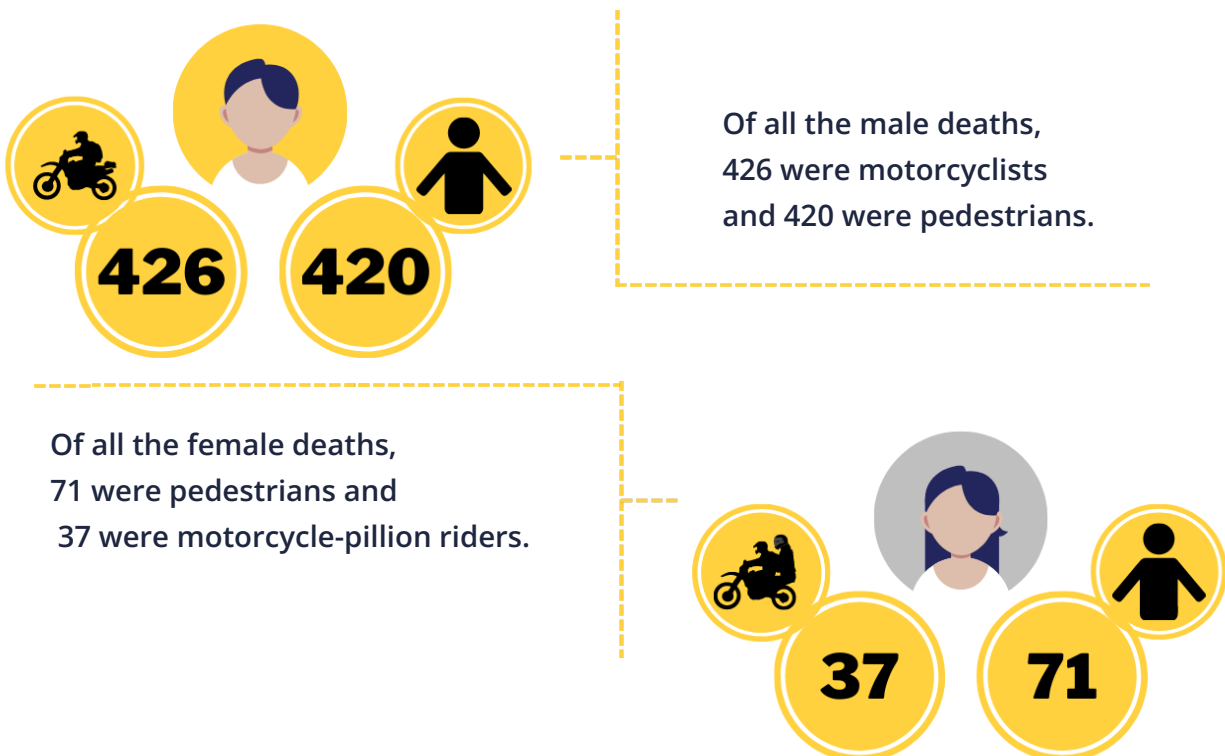 426
420
Of all the male deaths,
426 were motorcyclists
and 420 were pedestrians.
Of all the female deaths,
71 were pedestrians and
37 were motorcycle-pillion riders.
37
71